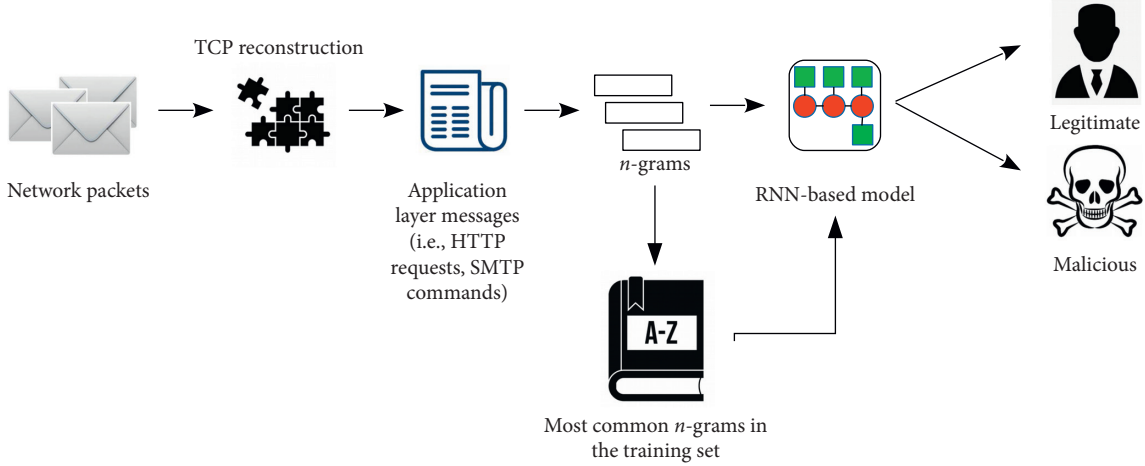 TCP reconstruction
Network packets
Application
layer messages
(i.e., HTTP
requests, SMTP
commands)
n-grams
RNN-based model
Legitimate
Malicious
A-Z
Most common n-grams in
the training set